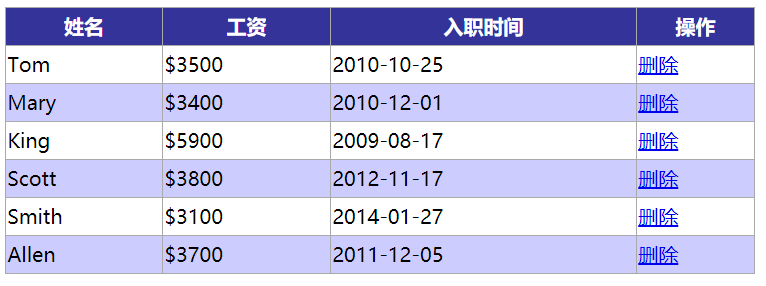 姓名 工资 入职时间 操作
Tom $3500 2010-10-25 删除
Mary $3400 2010-12-01 删除
King $5900 2009-08-17 删除
Scott $3800 2012-11-17 删除
Smith $3100 2014-01-27 删除
Allen $3700 2011-12-05 删除